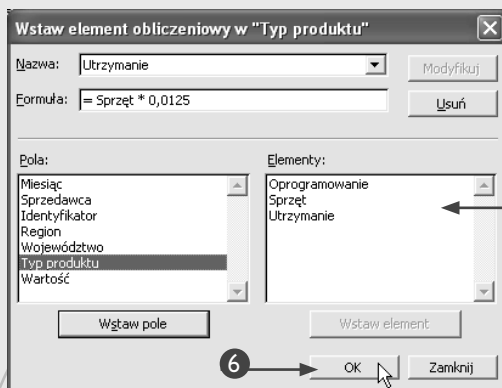 Wstaw element obliczeniowy w "Typ produktu"
Nazwa: Utrzymanie Modyfikuj
Formuła: = Sprzęt * 0,0125 Usuń
Pola: Elementy:
Miesiąc
Sprzedawca
Identyfikator
Region
Województwo
Typ produktu
Wartość
Oprogramowanie
Sprzęt
Utrzymanie
Wstaw pole Wstaw element
6 OK Zamknij